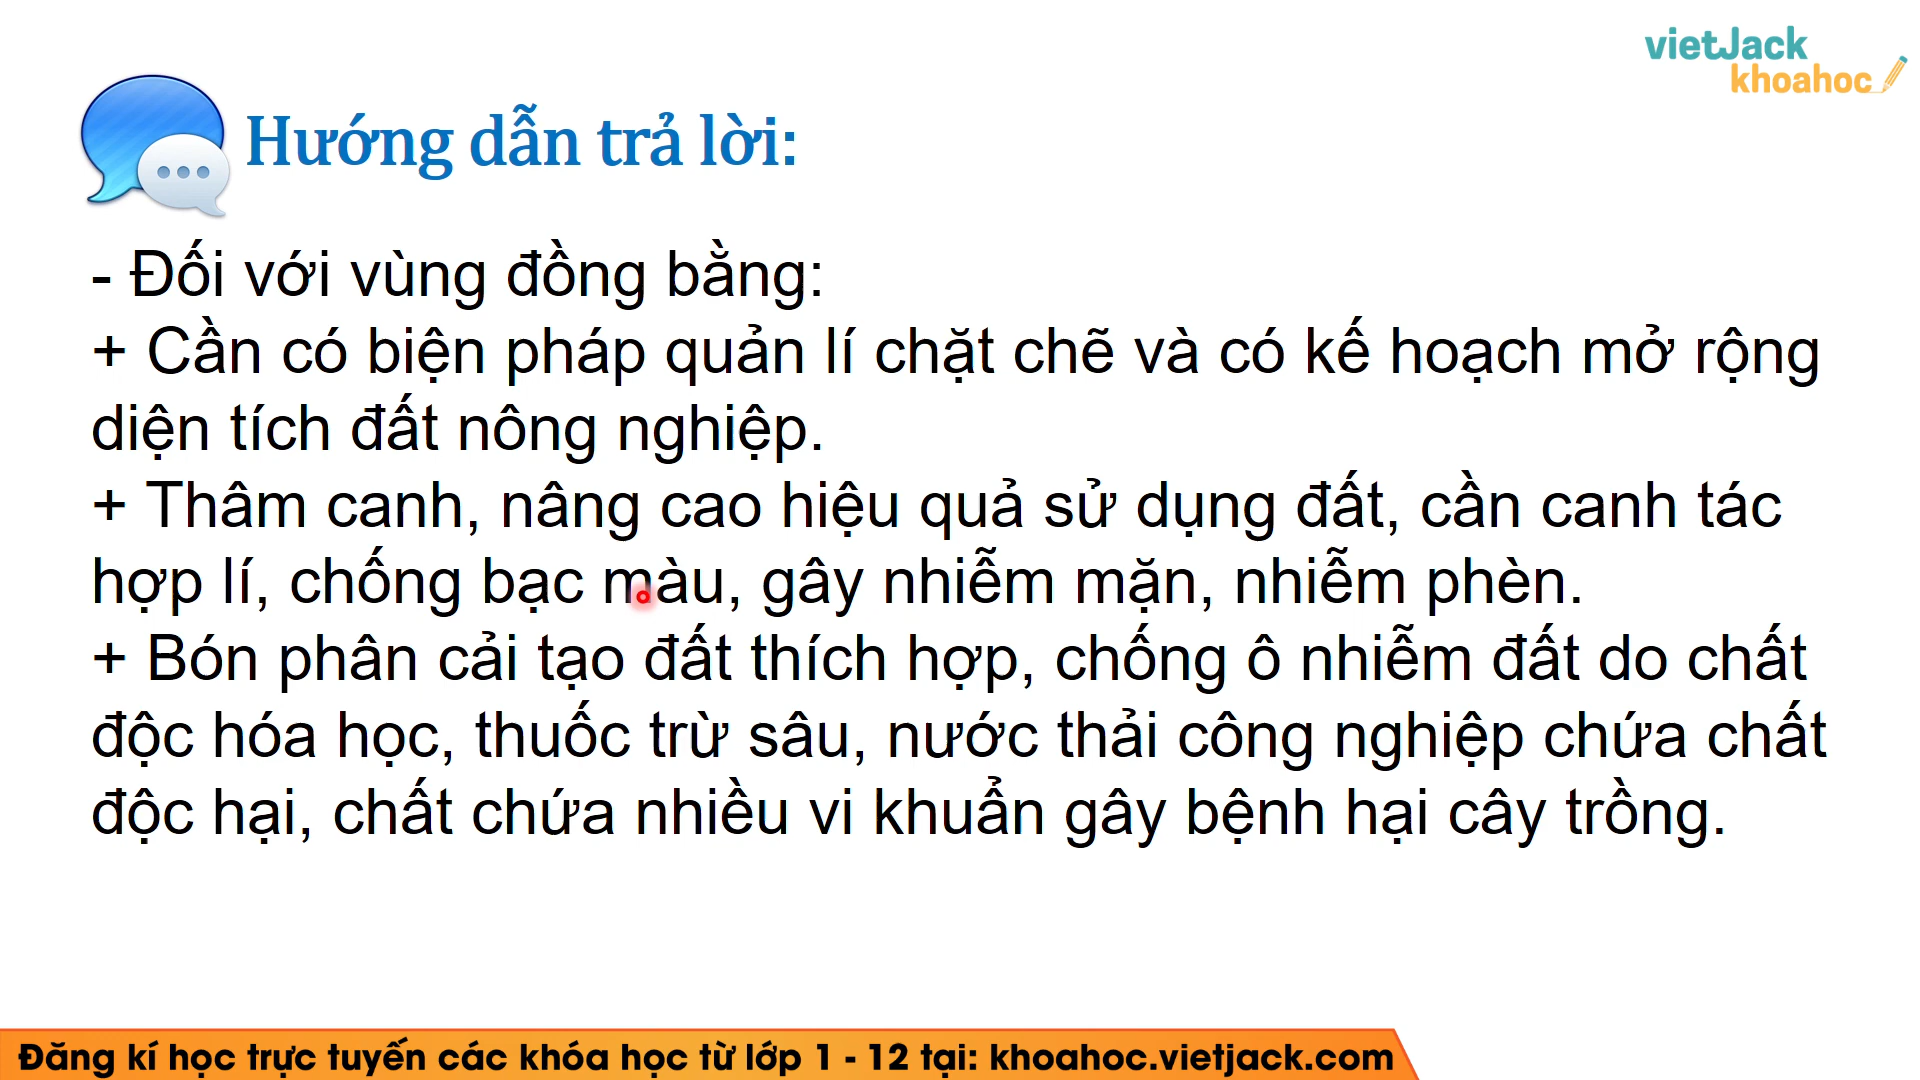 vietJack
khoahoc
Hướng dẫn trả lời:
- Đối với vùng đồng bằng:
+ Cần có biện pháp quản lí chặt chẽ và có kế hoạch mở rộng
diện tích đất nông nghiệp.
+ Thâm canh, nâng cao hiệu quả sử dụng đất, cần canh tác
hợp lí, chống bạc màu, gây nhiễm mặn, nhiễm phèn.
+ Bón phân cải tạo đất thích hợp, chống ô nhiễm đất do chất
độc hóa học, thuốc trừ sâu, nước thải công nghiệp chứa chất
độc hại, chất chứa nhiều vi khuẩn gây bệnh hại cây trồng.
Đăng kí học trực tuyến các khóa học từ lớp 1 - 12 tại: khoahoc.vietjack.com